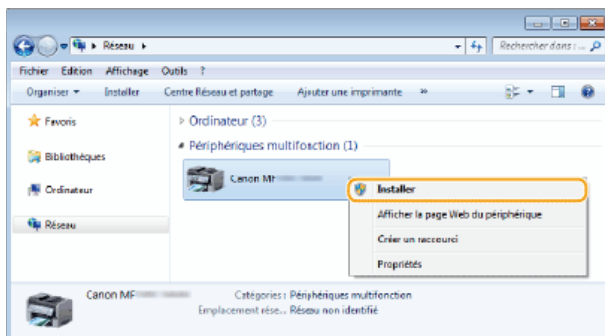 Réseau
Rechercher dans : ...
Fichier Edition Affichage Outils ?
Organiser Installer Centre Réseau et partage Ajouter une imprimante »
Favoris
Ordinateur (3)
Périphériques multifonction (1)
Bibliothèques
Canon MF
Ordinateur
Installer
Afficher la page Web du périphérique
Réseau
Créer un raccourci
Propriétés
Canon MF
Catégories : Périphériques multifonction
Emplacement rése... Réseau non identifié